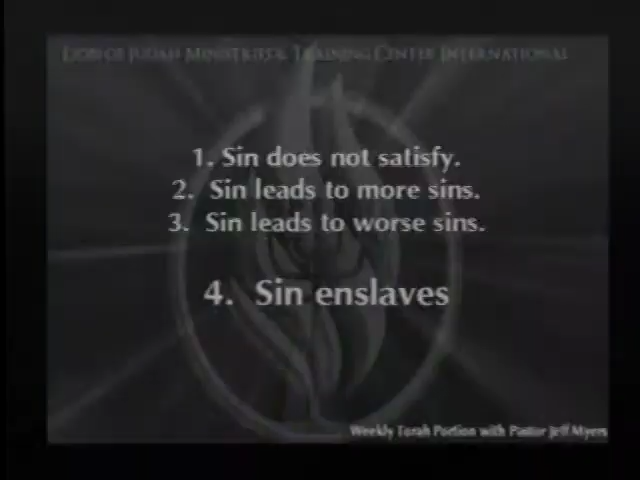 LION OF JUDAH MINISTRIES & TRAINING CENTER INTERNATIONAL
1. Sin does not satisfy.
2. Sin leads to more sins.
3. Sin leads to worse sins.
4. Sin enslaves
Weekly Torah Portion with Pastor Jeff Myers